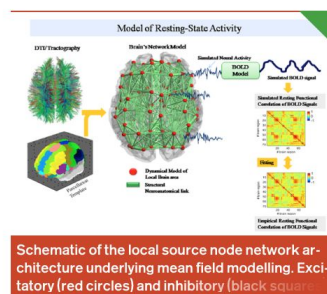 Model of Resting-State Activity
DTI/Tractography
Brain's Network Model
Simulated Neural Activity
BOLD
Model
Simulated BOLD signal
Simulated Resting Functional
Correlation of BOLD Signals
Fitting
Parcellation
Template
Dynamical Model of
Local Brain area
Structural
Neuroanatomical link
Empirical Resting Functional
Correlation of BOLD Signals
Schematic of the local source node network ar-
chitecture underlying mean field modelling. Exci-
tatory (red circles) and inhibitory (black squares